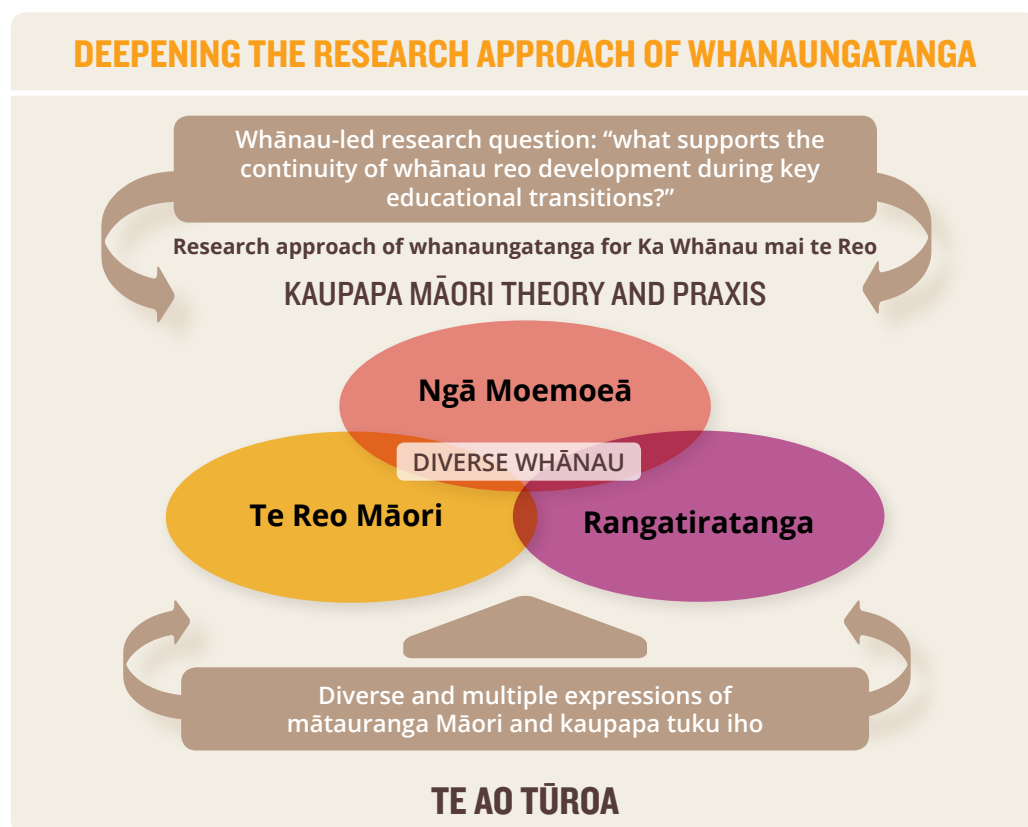 DEEPENING THE RESEARCH APPROACH OF WHANAUNGATANGA
Whānau-led research question: “what supports the
continuity of whānau reo development during key
educational transitions?”
Research approach of whanaungatanga for Ka Whānau mai te Reo
KAUPAPA MĀORI THEORY AND PRAXIS
Ngā Moemoeā
DIVERSE WHĀNAU
Te Reo Māori
Rangatiratanga
Diverse and multiple expressions of
mātauranga Māori and kaupapa tuku iho
TE AO TŪROA